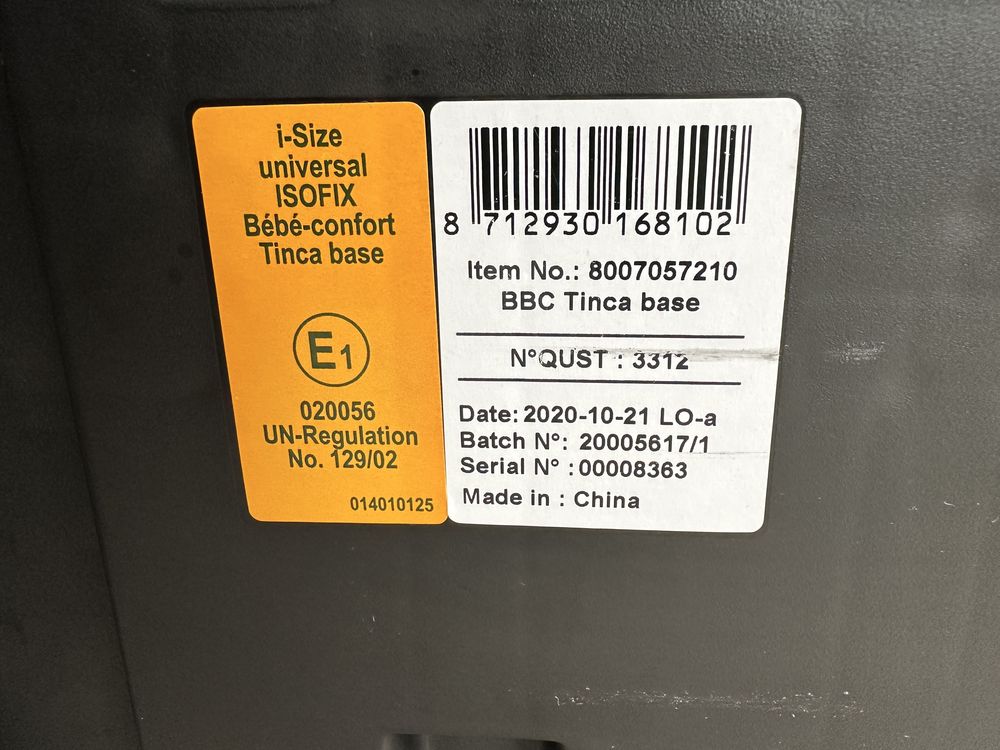 i-Size
universal
ISOFIX
Bébé-confort
Tinca base
E1
020056
UN-Regulation
No. 129/02
014010125
8 712930 168102
Item No.: 8007057210
BBC Tinca base
N°QUST : 3312
Date: 2020-10-21 LO-a
Batch N°: 20005617/1
Serial N° : 00008363
Made in : China